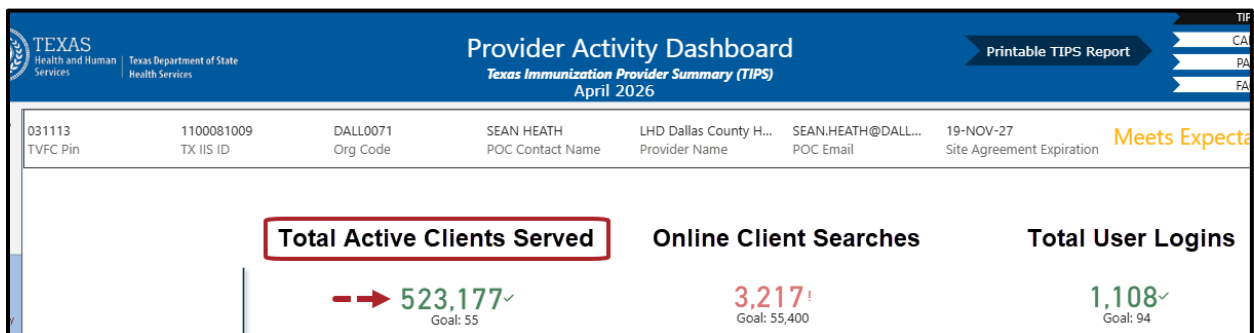 TEXAS
Health and Human Services
Texas Department of State Health Services
Provider Activity Dashboard
Texas Immunization Provider Summary (TIPS)
April 2026
Printable TIPS Report
031113
TVFC Pin
1100081009
TX IIS ID
DALL0071
Org Code
SEAN HEATH
POC Contact Name
LHD Dallas County H...
Provider Name
SEAN.HEATH@DALL...
POC Email
19-NOV-27
Site Agreement Expiration
Meets Expecta
Total Active Clients Served
523,177
Goal: 55
Online Client Searches
3,217!
Goal: 55,400
Total User Logins
1,108
Goal: 94